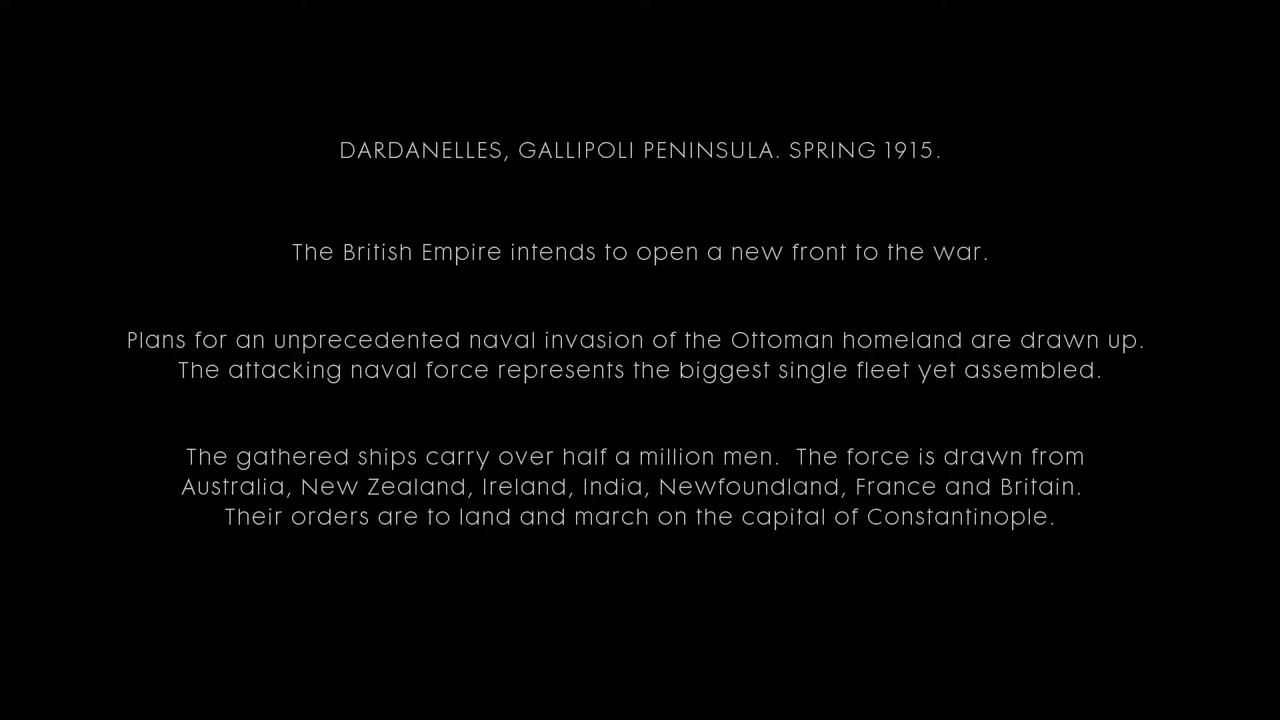 DARDANELLES, GALLIPOLI PENINSULA. SPRING 1915.
The British Empire intends to open a new front to the war.
Plans for an unprecedented naval invasion of the Ottoman homeland are drawn up.
The attacking naval force represents the biggest single fleet yet assembled.
The gathered ships carry over half a million men.  The force is drawn from
Australia, New Zealand, Ireland, India, Newfoundland, France and Britain.
Their orders are to land and march on the capital of Constantinople.